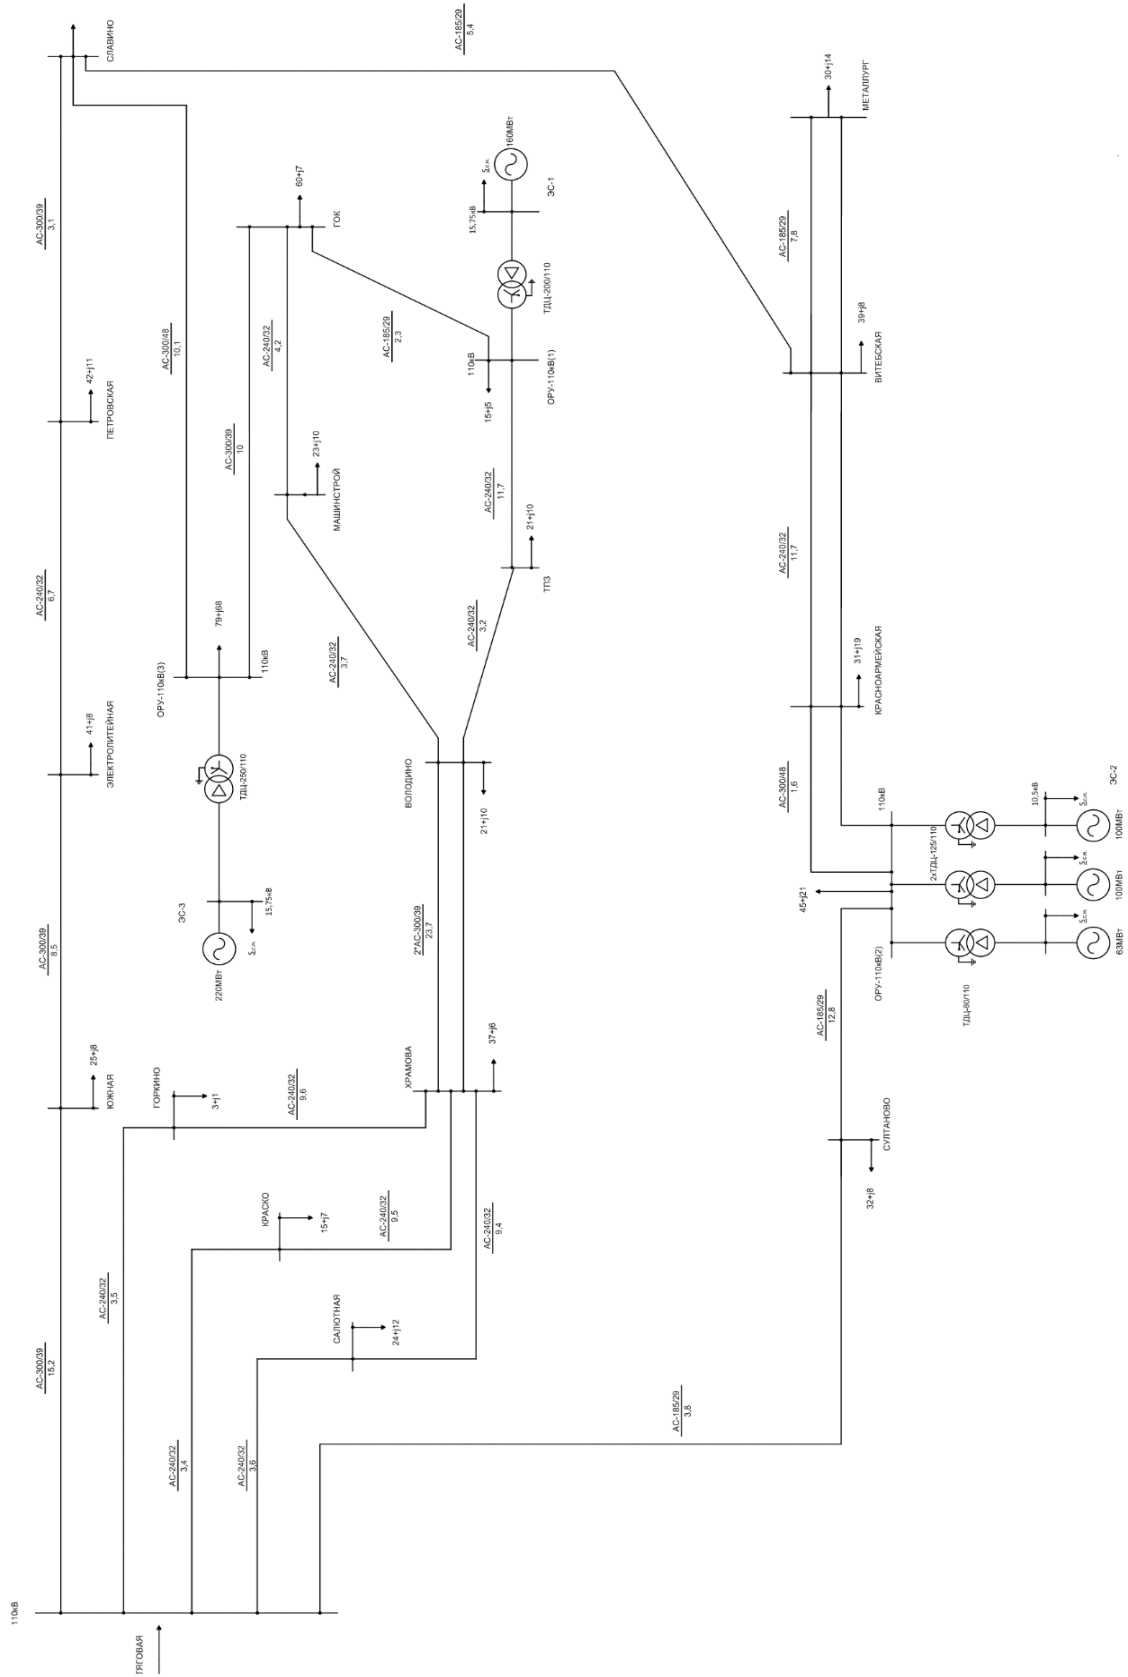 СЛАВИНО
АС-185/29
5,4
АС-300/39
3,1
30+j14
МЕТАЛЛУРГ
160МВт
S с.н.
ЭС-1
15,75кВ
60+j7
ГОК
АС-185/29
7,8
ТДЦ-200/110
АС-300/48
10,1
АС-240/32
4,2
АС-185/29
2,3
39+j8
ВИТЕБСКАЯ
110кВ
ОРУ-110кВ(1)
15+j5
42+j11
ПЕТРОВСКАЯ
АС-300/39
10
23+j10
МАШИНСТРОЙ
АС-240/32
11,7
21+j10
ТПЗ
АС-240/32
11,7
АС-240/32
6,7
79+j68
ОРУ-110кВ(3)
110кВ
АС-240/32
3,7
АС-240/32
3,2
31+j19
КРАСНОАРМЕЙСКАЯ
41+j8
ЭЛЕКТРОЛИТЕЙНАЯ
ТДЦ-250/110
ВОЛОДИНО
21+j10
АС-300/48
1,6
110кВ
10,5кВ
ЭС-2
S с.н.
100МВт
2хТДЦ-125/110
45+j21
S с.н.
100МВт
ЭС-3
15,75кВ
S с.н.
220МВт
АС-300/39
8,5
2*АС-300/39
23,7
ОРУ-110кВ(2)
ТДЦ-80/110
S с.н.
63МВт
АС-185/29
12,8
25+j8
ЮЖНАЯ
ГОРКИНО
3+j1
АС-240/32
9,6
ХРАМОВА
37+j6
СУЛТАНОВО
32+j8
КРАСКО
15+j7
АС-240/32
9,5
АС-240/32
9,4
АС-240/32
3,5
САЛЮТНАЯ
24+j12
АС-300/39
15,2
АС-185/29
3,8
АС-240/32
3,4
АС-240/32
3,6
110кВ
ТЯГОВАЯ